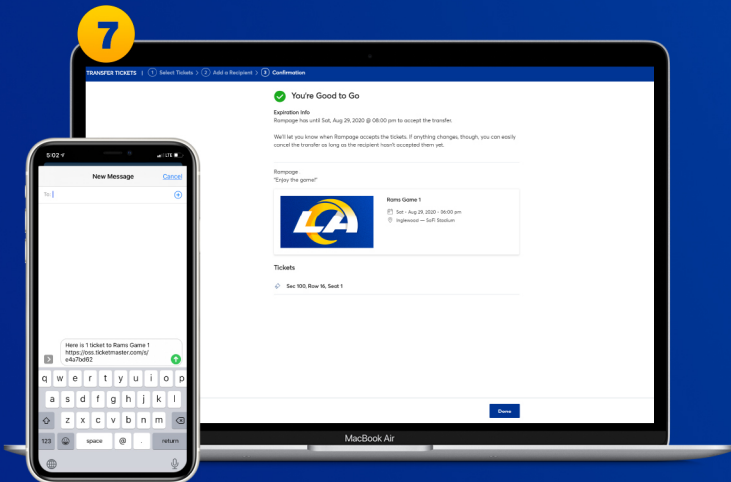 7
TRANSFER TICKETS | 1 Select Tickets > 2 Add a Recipient > 3 Confirmation
You're Good to Go
Expiration Info
Rampage has until Sat, Aug 29, 2020 @ 08:00 pm to accept the transfer.
We'll let you know when Rampage accepts the tickets. If anything changes, though, you can easily
cancel the transfer as long as the recipient hasn't accepted them yet.
Rampage
"Enjoy the game!"
LA
Rams Game 1
Sat - Aug 29, 2020 - 06:00 pm
Inglewood — SoFi Stadium
Tickets
Sec 100, Row 16, Seat 1
Done
MacBook Air
5:02
LTE
New Message
Cancel
To:
Here is 1 ticket to Rams Game 1
https://oss.ticketmaster.com/s/
e4a7bd62
q w e r t y u i o p
a s d f g h j k l
z x c v b n m
123 space @ . return